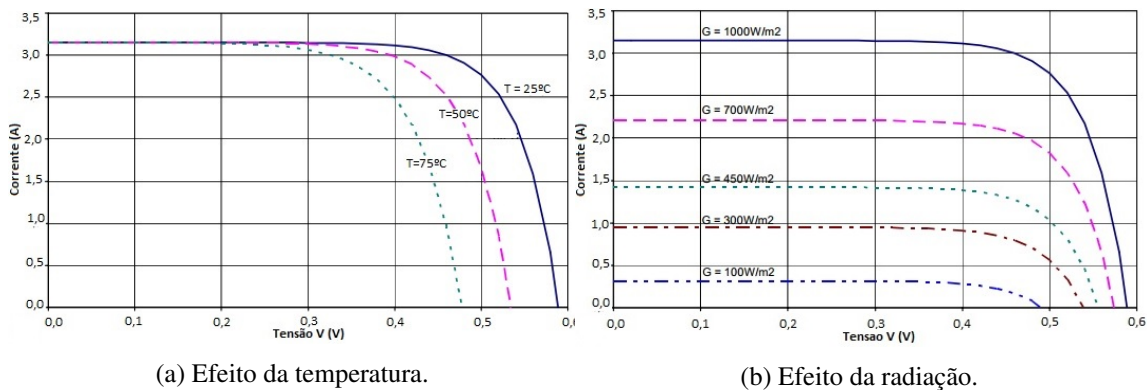 3,5
3,0
2,5
2,0
1,5
1,0
0,5
0,0
Corrente (A)
T = 25ºC
T=50ºC
T=75ºC
0,0 0,1 0,2 0,3 0,4 0,5 0,6
Tensão V (V)
(a) Efeito da temperatura.
3,5
3,0
2,5
2,0
1,5
1,0
0,5
0,0
Corrente (A)
G = 1000W/m2
G = 700W/m2
G = 450W/m2
G = 300W/m2
G = 100W/m2
0,0 0,1 0,2 0,3 0,4 0,5 0,6
Tensao V (V)
(b) Efeito da radiação.